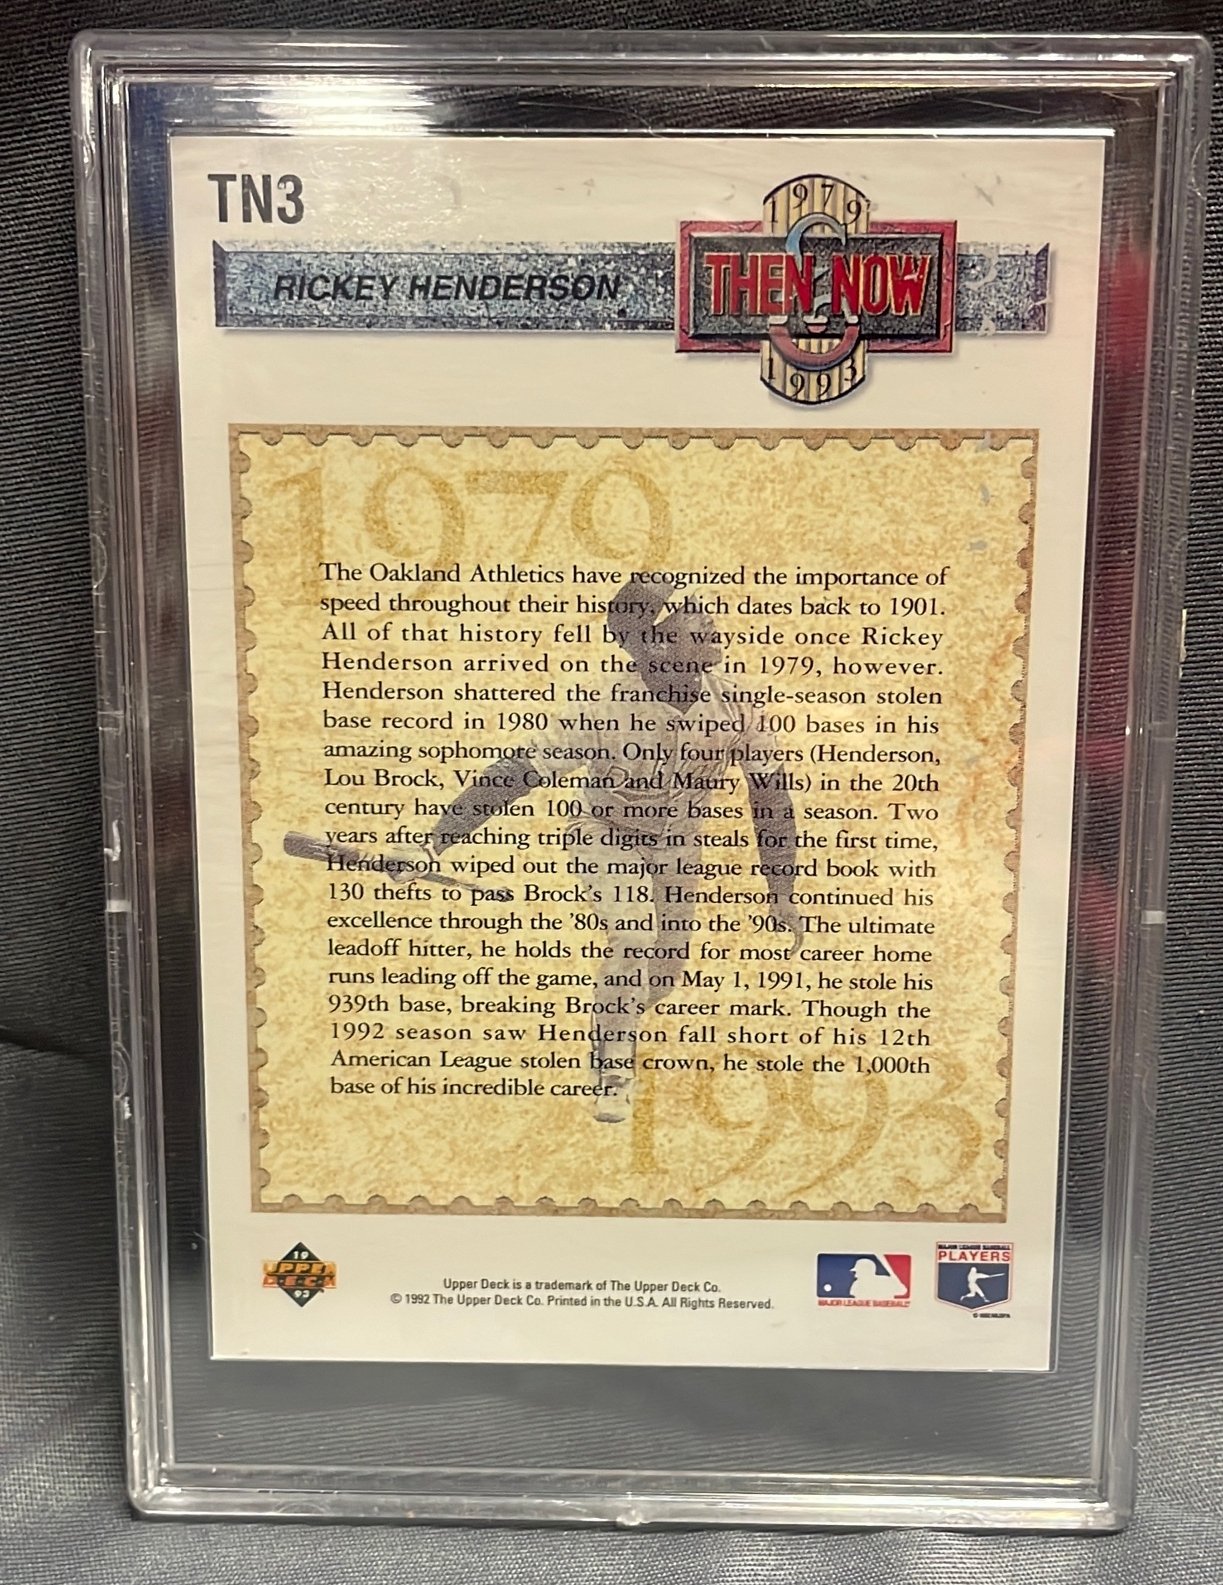 TN3
1979
RICKEY HENDERSON
THEN & NOW
1993
1979
The Oakland Athletics have recognized the importance of
speed throughout their history, which dates back to 1901.
All of that history fell by the wayside once Rickey
Henderson arrived on the scene in 1979, however.
Henderson shattered the franchise single-season stolen
base record in 1980 when he swiped 100 bases in his
amazing sophomore season. Only four players (Henderson,
Lou Brock, Vince Coleman and Maury Wills) in the 20th
century have stolen 100 or more bases in a season. Two
years after reaching triple digits in steals for the first time,
Henderson wiped out the major league record book with
130 thefts to pass Brock's 118. Henderson continued his
excellence through the '80s and into the '90s. The ultimate
leadoff hitter, he holds the record for most career home
runs leading off the game, and on May 1, 1991, he stole his
939th base, breaking Brock's career mark. Though the
1992 season saw Henderson fall short of his 12th
American League stolen base crown, he stole the 1,000th
base of his incredible career.
1993
19
UPPER
DECK
93
Upper Deck is a trademark of The Upper Deck Co.
© 1992 The Upper Deck Co. Printed in the U.S.A. All Rights Reserved.
MAJOR LEAGUE BASEBALL
MAJOR LEAGUE BASEBALL
PLAYERS